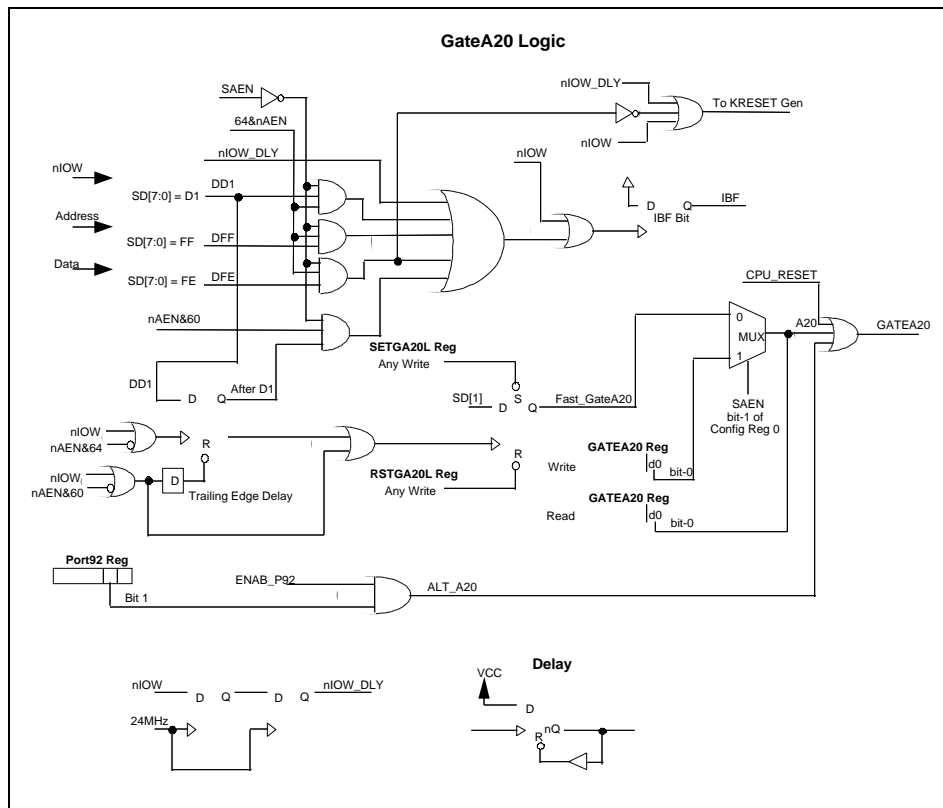 GateA20 Logic
SAEN
nIOW_DLY
To KRESET Gen
64&nAEN
nIOW
nIOW_DLY
nIOW
nIOW
DD1
SD[7:0] = D1
D Q IBF
IBF Bit
Address
DFF
SD[7:0] = FF
Data
DFE
SD[7:0] = FE
CPU_RESET
nAEN&60
0
MUX
1
A20
GATEA20
SETGA20L Reg
Any Write
DD1
D Q After D1
SD[1]
D S Q
Fast_GateA20
SAEN
bit-1 of
Config Reg 0
nIOW
nAEN&64
R
R
GATEA20 Reg
Write
d0
bit-0
nIOW
nAEN&60
D
Trailing Edge Delay
RSTGA20L Reg
Any Write
GATEA20 Reg
Read
d0
bit-0
Port92 Reg
Bit 1
ENAB_P92
ALT_A20
Delay
nIOW
D Q D Q
nIOW_DLY
24MHz
VCC
D
nQ
R